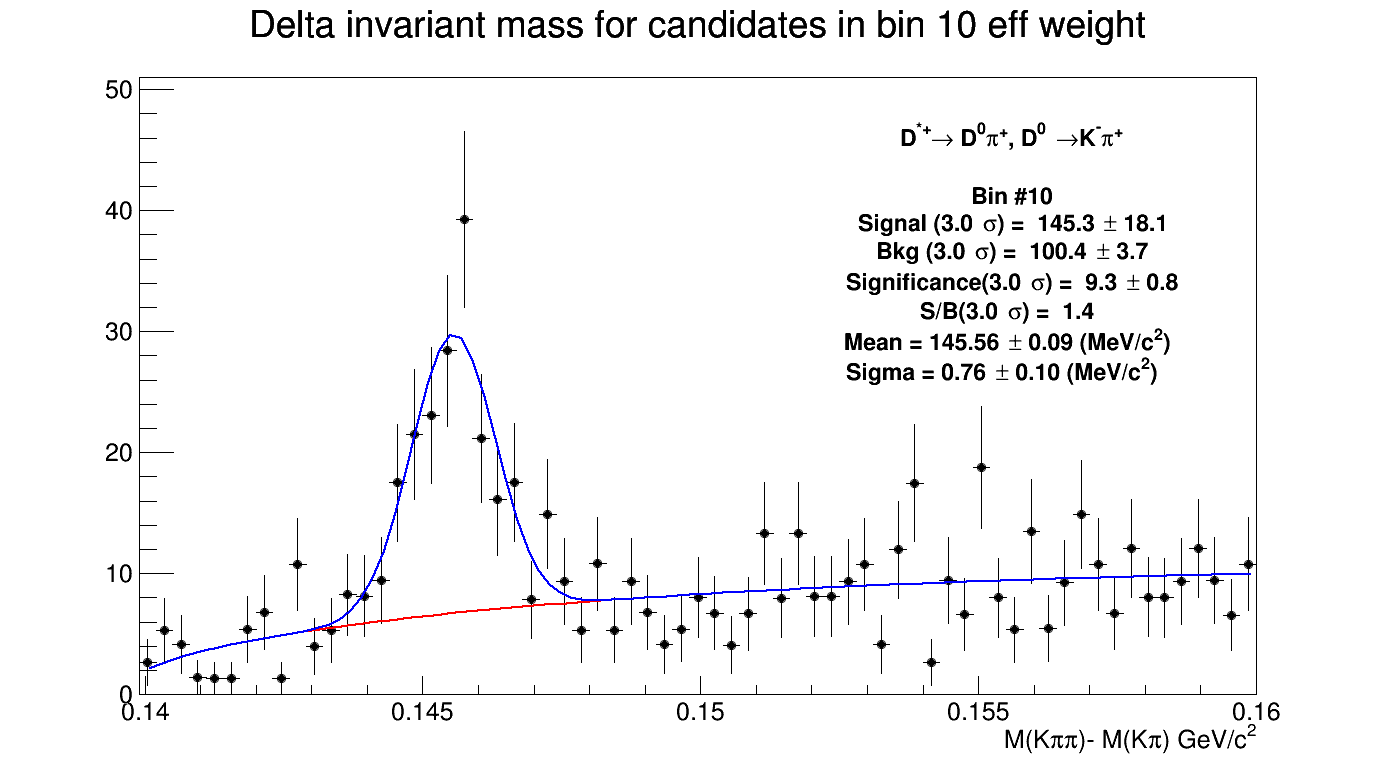 Delta invariant mass for candidates in bin 10 eff weight
50
40
30
20
10
0
D*+→ D0π+, D0 →K-π+
Bin #10
Signal (3.0 σ) = 145.3 ± 18.1
Bkg (3.0 σ) = 100.4 ± 3.7
Significance(3.0 σ) = 9.3 ± 0.8
S/B(3.0 σ) = 1.4
Mean = 145.56 ± 0.09 (MeV/c2)
Sigma = 0.76 ± 0.10 (MeV/c2)
0.14 0.145 0.15 0.155 0.16
M(Kππ)- M(Kπ) GeV/c2